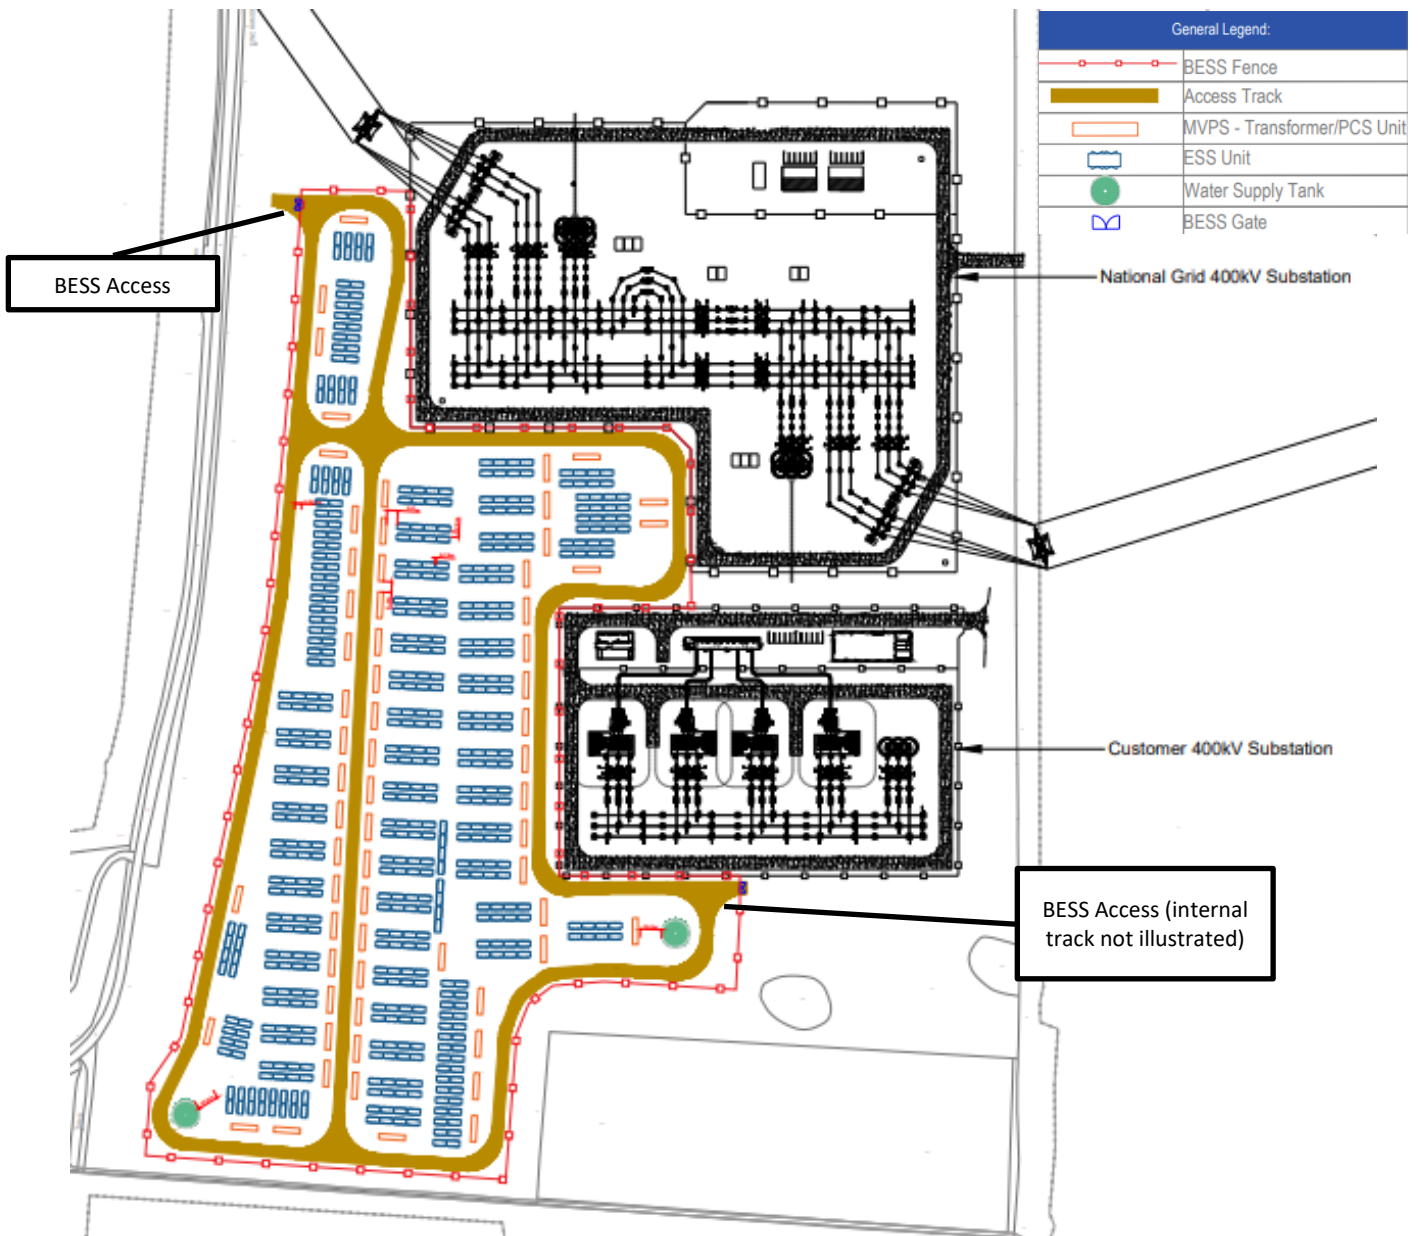 General Legend:
BESS Fence
Access Track
MVPS - Transformer/PCS Unit
ESS Unit
Water Supply Tank
BESS Gate
BESS Access
National Grid 400kV Substation
Customer 400kV Substation
BESS Access (internal
track not illustrated)